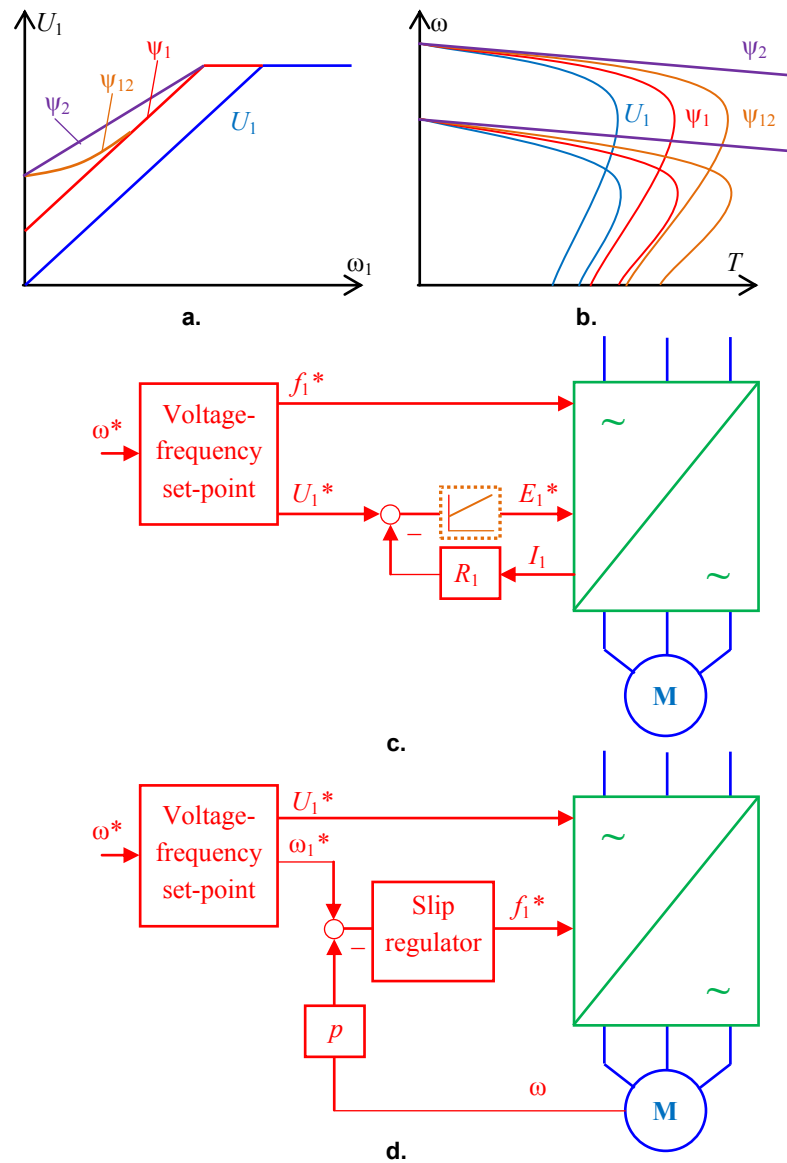 U1
ψ1
ψ12
ψ2
U1
ω1
a.
ω
ψ2
U1
ψ1
ψ12
T
b.
f1*
Voltage-
frequency
set-point
ω*
~
U1*
E1*
–
I1
R1
~
M
c.
U1*
Voltage-
frequency
set-point
ω*
~
ω1*
Slip
regulator
f1*
–
~
p
ω
M
d.